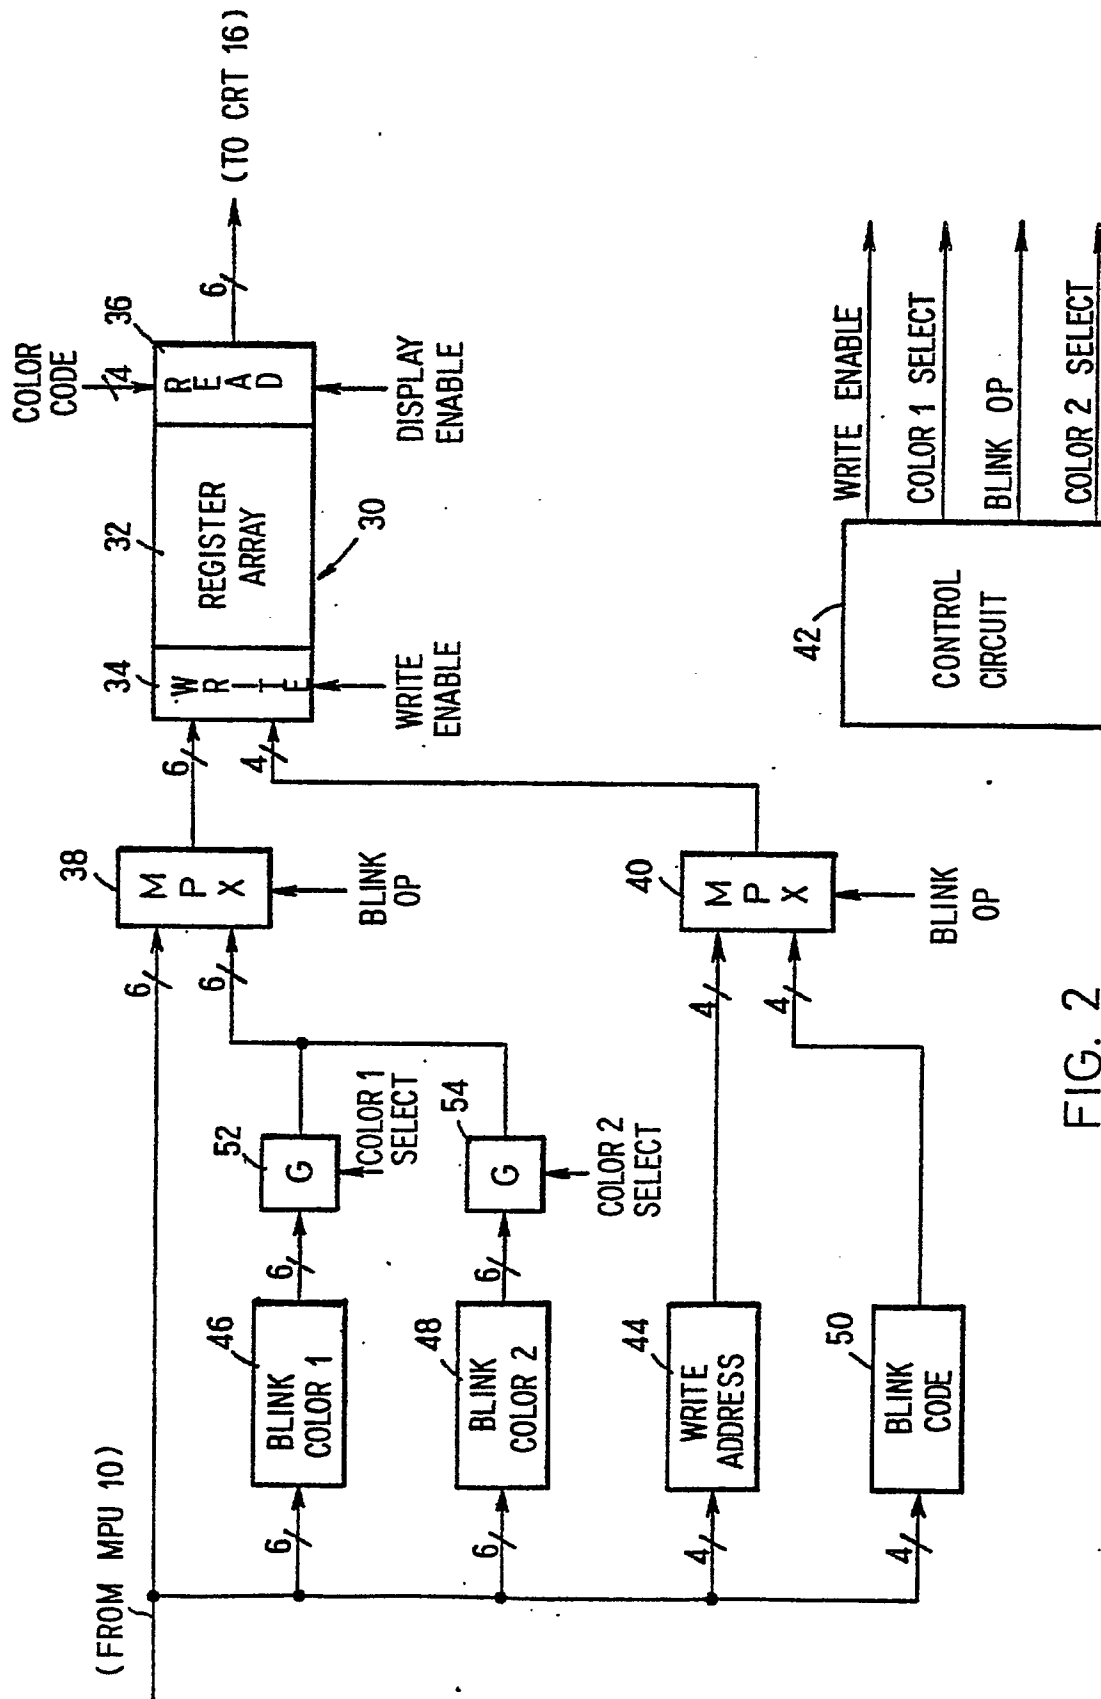 (FROM MPU 10)
6
BLINK
COLOR 1
46
6
G
52
COLOR 1
SELECT
6
6
BLINK
COLOR 2
48
6
G
54
COLOR 2
SELECT
6
M
P
X
38
BLINK
OP
6
4
WRITE
ADDRESS
44
4
4
BLINK
CODE
50
4
M
P
X
40
BLINK
OP
4
WRITE
34
WRITE
ENABLE
REGISTER
ARRAY
32
30
READ
36
COLOR
CODE
4
DISPLAY
ENABLE
6
(TO CRT 16)
CONTROL
CIRCUIT
42
WRITE ENABLE
COLOR 1 SELECT
BLINK OP
COLOR 2 SELECT
FIG. 2